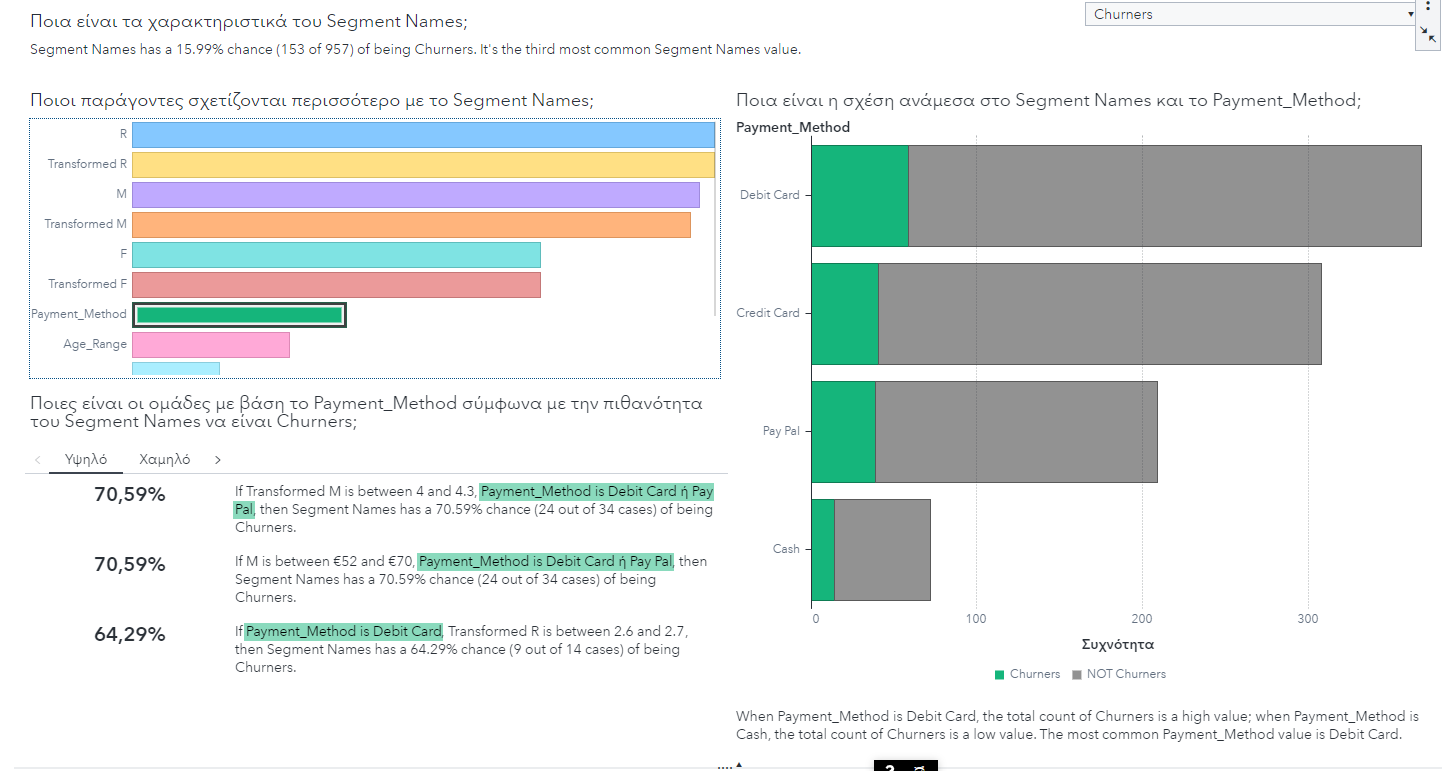 Ποια είναι τα χαρακτηριστικά του Segment Names;
Churners
Segment Names has a 15.99% chance (153 of 957) of being Churners. It's the third most common Segment Names value.
Ποιοι παράγοντες σχετίζονται περισσότερο με το Segment Names;
R
Transformed R
M
Transformed M
F
Transformed F
Payment_Method
Age_Range
Ποιες είναι οι ομάδες με βάση το Payment_Method σύμφωνα με την πιθανότητα
του Segment Names να είναι Churners;
Υψηλό Χαμηλό
70,59%
If Transformed M is between 4 and 4.3, Payment_Method is Debit Card ή Pay
Pal, then Segment Names has a 70.59% chance (24 out of 34 cases) of being
Churners.
70,59%
If M is between €52 and €70, Payment_Method is Debit Card ή Pay Pal, then
Segment Names has a 70.59% chance (24 out of 34 cases) of being
Churners.
64,29%
If Payment_Method is Debit Card, Transformed R is between 2.6 and 2.7,
then Segment Names has a 64.29% chance (9 out of 14 cases) of being
Churners.
Ποια είναι η σχέση ανάμεσα στο Segment Names και το Payment_Method;
Payment_Method
Debit Card
Credit Card
Pay Pal
Cash
0 100 200 300
Συχνότητα
Churners NOT Churners
When Payment_Method is Debit Card, the total count of Churners is a high value; when Payment_Method is
Cash, the total count of Churners is a low value. The most common Payment_Method value is Debit Card.